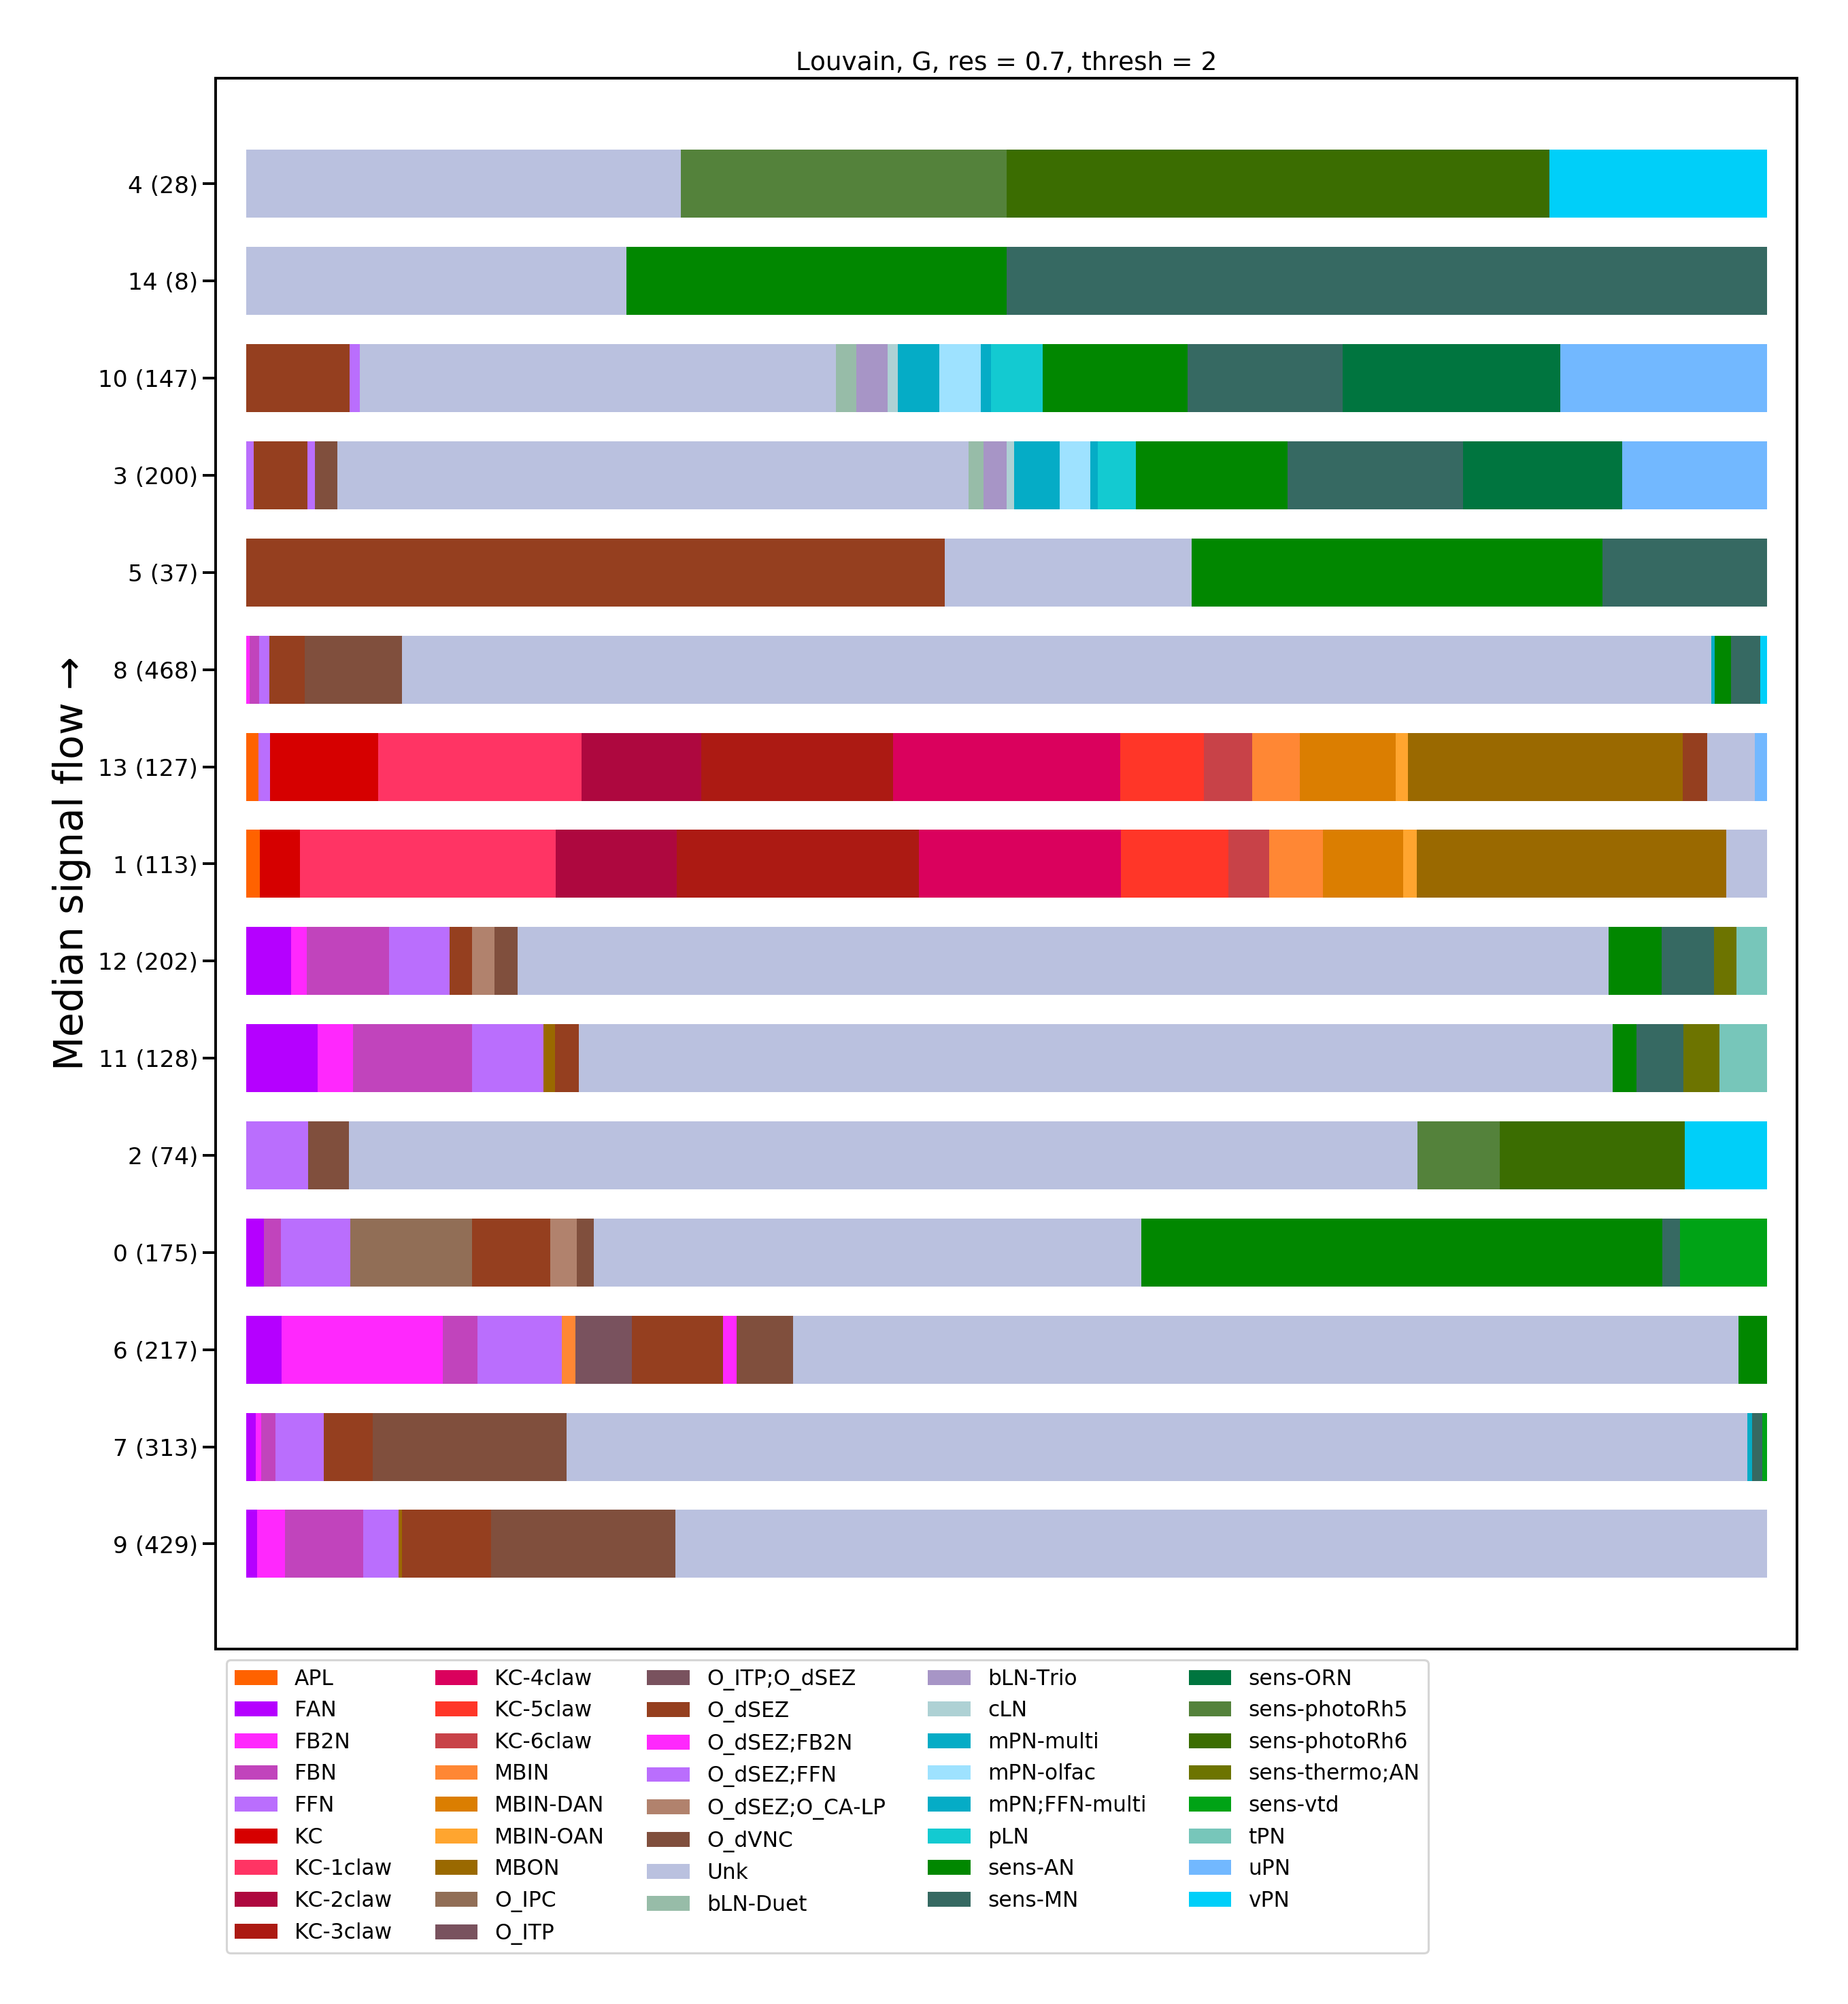 Louvain, G, res = 0.7, thresh = 2
Median signal flow →
4 (28)
14 (8)
10 (147)
3 (200)
5 (37)
8 (468)
13 (127)
1 (113)
12 (202)
11 (128)
2 (74)
0 (175)
6 (217)
7 (313)
9 (429)
APL
FAN
FB2N
FBN
FFN
KC
KC-1claw
KC-2claw
KC-3claw
KC-4claw
KC-5claw
KC-6claw
MBIN
MBIN-DAN
MBIN-OAN
MBON
O_IPC
O_ITP
O_ITP;O_dSEZ
O_dSEZ
O_dSEZ;FB2N
O_dSEZ;FFN
O_dSEZ;O_CA-LP
O_dVNC
Unk
bLN-Duet
bLN-Trio
cLN
mPN-multi
mPN-olfac
mPN;FFN-multi
pLN
sens-AN
sens-MN
sens-ORN
sens-photoRh5
sens-photoRh6
sens-thermo;AN
sens-vtd
tPN
uPN
vPN